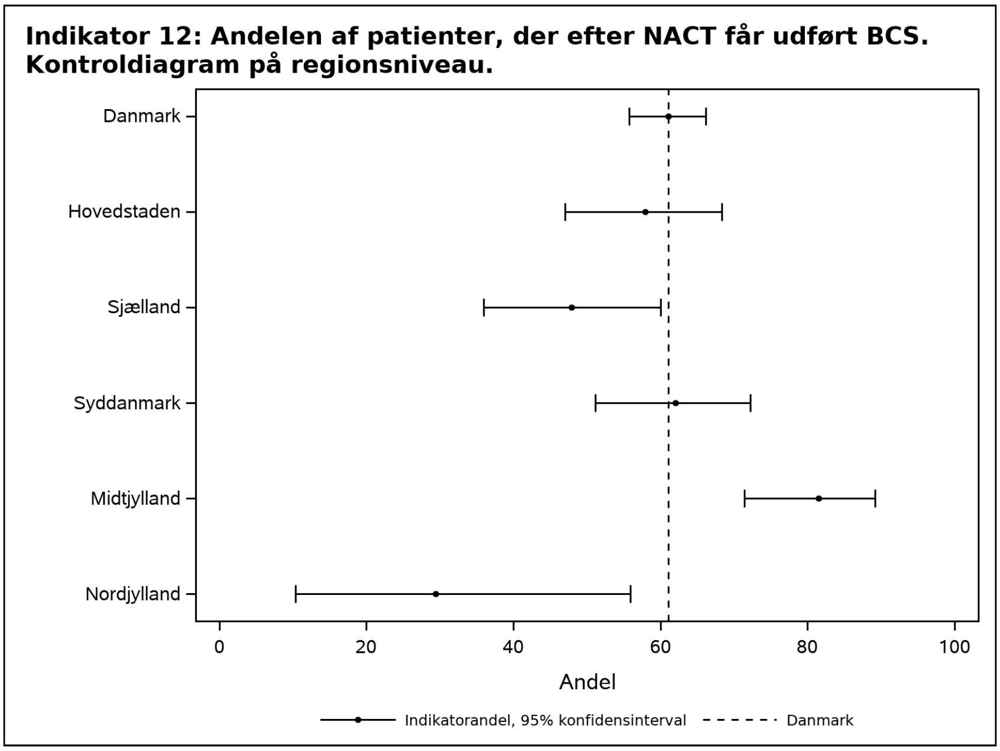 Indikator 12: Andelen af patienter, der efter NACT får udført BCS.
Kontroldiagram på regionsniveau.
Danmark
Hovedstaden
Sjælland
Syddanmark
Midtjylland
Nordjylland
0 20 40 60 80 100
Andel
Indikatorandel, 95% konfidensinterval Danmark